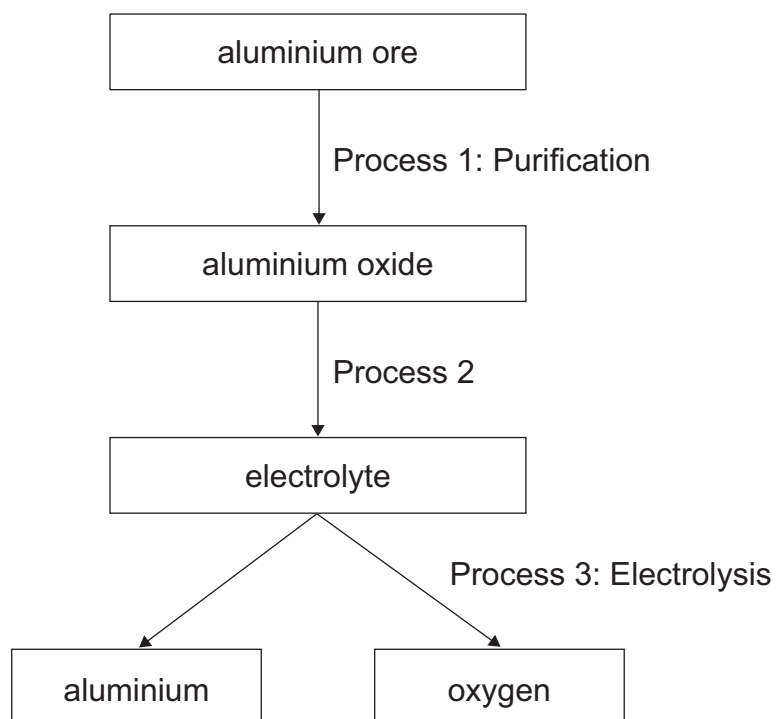 aluminium ore
Process 1: Purification
aluminium oxide
Process 2
electrolyte
Process 3: Electrolysis
aluminium
oxygen